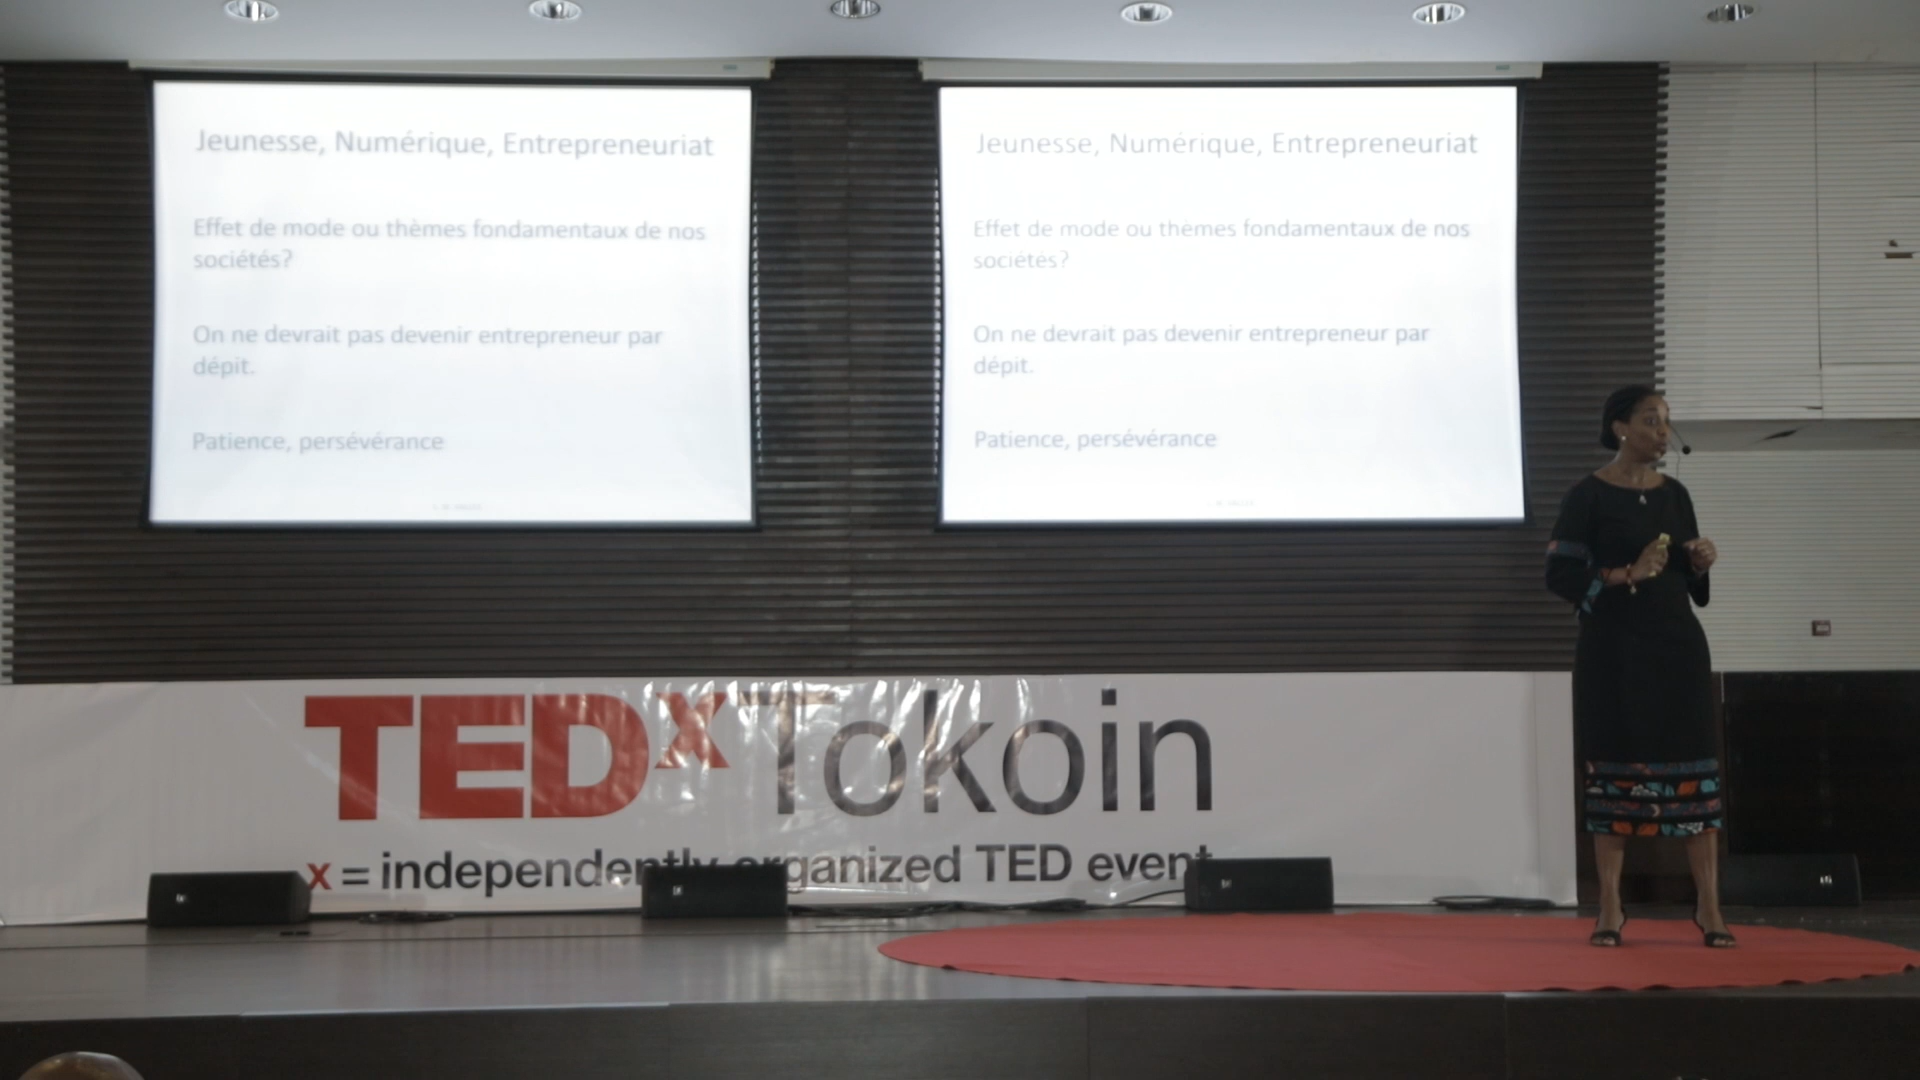 Jeunesse, Numérique, Entrepreneuriat
Effet de mode ou thèmes fondamentaux de nos
sociétés?
On ne devrait pas devenir entrepreneur par
dépit.
Patience, persévérance
Jeunesse, Numérique, Entrepreneuriat
Effet de mode ou thèmes fondamentaux de nos
sociétés?
On ne devrait pas devenir entrepreneur par
dépit.
Patience, persévérance
TEDxTokoin
x = independently organized TED event